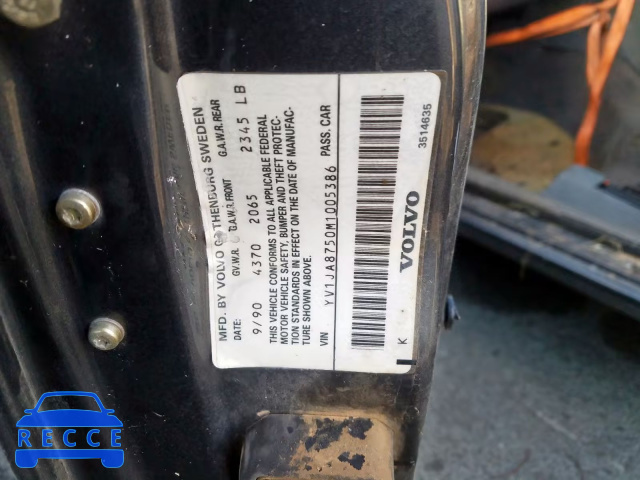 MFD. BY VOLVO GOTHENBURG SWEDEN
DATE: G.V.W.R. G.A.W.R. FRONT G.A.W.R. REAR
9/90 4370 2065 2345 LB
THIS VEHICLE CONFORMS TO ALL APPLICABLE FEDERAL
MOTOR VEHICLE SAFETY, BUMPER AND THEFT PROTEC-
TION STANDARDS IN EFFECT ON THE DATE OF MANUFAC-
TURE SHOWN ABOVE.
VIN YV1JA8750M1005386 PASS. CAR
K VOLVO 3514635
RECCE